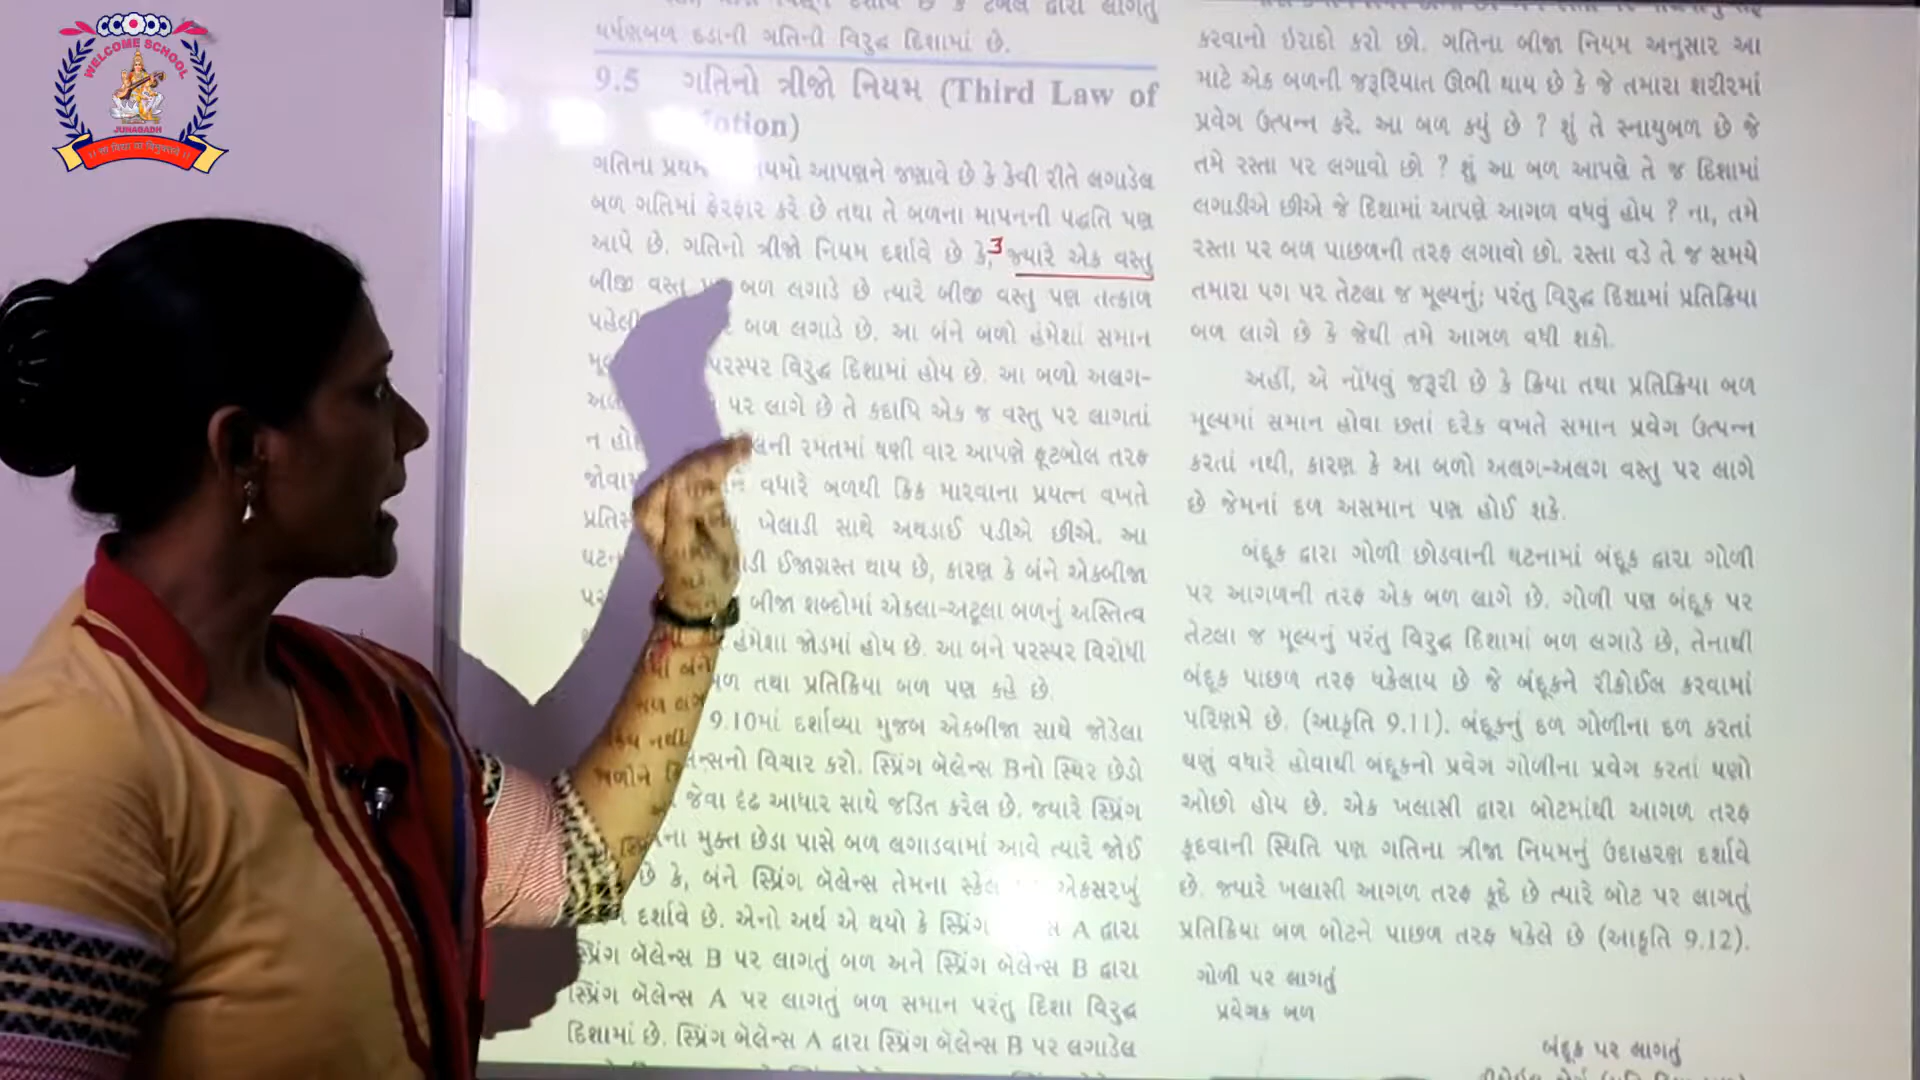 WELCOME SCHOOL
JUNAGADH
ઘર્ષણબળ દડાની ગતિની વિરુદ્ધ દિશામાં છે.
9.5 ગતિનો ત્રીજો નિયમ (Third Law of
otion)
ગતિના પ્રથમ આપણને જણાવે છે કે કેવી રીતે લગાડેલ
બળ ગતિમાં ફેરફાર કરે છે તથા તે બળના માપનની પદ્ધતિ પણ
આપે છે. ગતિનો ત્રીજો નિયમ દર્શાવે છે કે, 3 જ્યારે એક વસ્તુ
બીજી વસ્તુ બળ લગાડે છે ત્યારે બીજી વસ્તુ પણ તત્કાળ
પહેલી બળ લગાડે છે. આ બંને બળો હંમેશાં સમાન
પરસ્પર વિરુદ્ધ દિશામાં હોય છે. આ બળો અલગ-
પર લાગે છે તે કદાપિ એક જ વસ્તુ પર લાગતાં
ન રમતમાં ઘણી વાર આપણે ફૂટબોલ તરફ
વધારે બળથી કિક મારવાના પ્રયત્ન વખતે
ખેલાડી સાથે અથડાઈ પડીએ છીએ. આ
ઈજાગ્રસ્ત થાય છે, કારણ કે બંને એકબીજા
બીજા શબ્દોમાં એકલા-અટૂલા બળનું અસ્તિત્વ
હંમેશા જોડમાં હોય છે. આ બંને પરસ્પર વિરોધી
તથા પ્રતિક્રિયા બળ પણ કહે છે.
9.10માં દર્શાવ્યા મુજબ એકબીજા સાથે જોડેલા
વિચાર કરો. સ્પ્રિંગ બૅલેન્સ Bનો સ્થિર છેડો
જેવા દૃઢ આધાર સાથે જડિત કરેલ છે. જ્યારે સ્પ્રિંગ
મુક્ત છેડા પાસે બળ લગાડવામાં આવે ત્યારે જોઈ
છે કે, બંને સ્પ્રિંગ બૅલેન્સ તેમના સ્કેલ એકસરખું
દર્શાવે છે. એનો અર્થ એ થયો કે સ્પ્રિંગ A દ્વારા
સ્પ્રિંગ બૅલેન્સ B પર લાગતું બળ અને સ્પ્રિંગ બૅલેન્સ B દ્વારા
સ્પ્રિંગ બૅલેન્સ A પર લાગતું બળ સમાન પરંતુ દિશા વિરુદ્ધ
દિશામાં છે. સ્પ્રિંગ બૅલેન્સ A દ્વારા સ્પ્રિંગ બૅલેન્સ B પર લગાડેલ
કરવાનો ઇરાદો કરો છો. ગતિના બીજા નિયમ અનુસાર આ
માટે એક બળની જરૂરિયાત ઊભી થાય છે કે જે તમારા શરીરમાં
પ્રવેગ ઉત્પન્ન કરે. આ બળ કયું છે ? શું તે સ્નાયુબળ છે જે
તમે રસ્તા પર લગાવો છો ? શું આ બળ આપણે તે જ દિશામાં
લગાડીએ છીએ જે દિશામાં આપણે આગળ વધવું હોય ? ના, તમે
રસ્તા પર બળ પાછળની તરફ લગાવો છો. રસ્તા વડે તે જ સમયે
તમારા પગ પર તેટલા જ મૂલ્યનું; પરંતુ વિરુદ્ધ દિશામાં પ્રતિક્રિયા
બળ લાગે છે કે જેથી તમે આગળ વધી શકો.
અહીં, એ નોંધવું જરૂરી છે કે ક્રિયા તથા પ્રતિક્રિયા બળ
મૂલ્યમાં સમાન હોવા છતાં દરેક વખતે સમાન પ્રવેગ ઉત્પન્ન
કરતાં નથી, કારણ કે આ બળો અલગ-અલગ વસ્તુ પર લાગે
છે જેમનાં દળ અસમાન પણ હોઈ શકે.
બંદૂક દ્વારા ગોળી છોડવાની ઘટનામાં બંદૂક દ્વારા ગોળી
પર આગળની તરફ એક બળ લાગે છે. ગોળી પણ બંદૂક પર
તેટલા જ મૂલ્યનું પરંતુ વિરુદ્ધ દિશામાં બળ લગાડે છે, તેનાથી
બંદૂક પાછળ તરફ ધકેલાય છે જે બંદૂકને રીકોઈલ કરવામાં
પરિણમે છે. (આકૃતિ 9.11). બંદૂકનું દળ ગોળીના દળ કરતાં
ઘણું વધારે હોવાથી બંદૂકનો પ્રવેગ ગોળીના પ્રવેગ કરતાં ઘણો
ઓછો હોય છે. એક ખલાસી દ્વારા બોટમાંથી આગળ તરફ
કૂદવાની સ્થિતિ પણ ગતિના ત્રીજા નિયમનું ઉદાહરણ દર્શાવે
છે. જ્યારે ખલાસી આગળ તરફ કૂદે છે ત્યારે બોટ પર લાગતું
પ્રતિક્રિયા બળ બોટને પાછળ તરફ ધકેલે છે (આકૃતિ 9.12).
ગોળી પર લાગતું
પ્રવેગક બળ
બંદૂક પર લાગતું